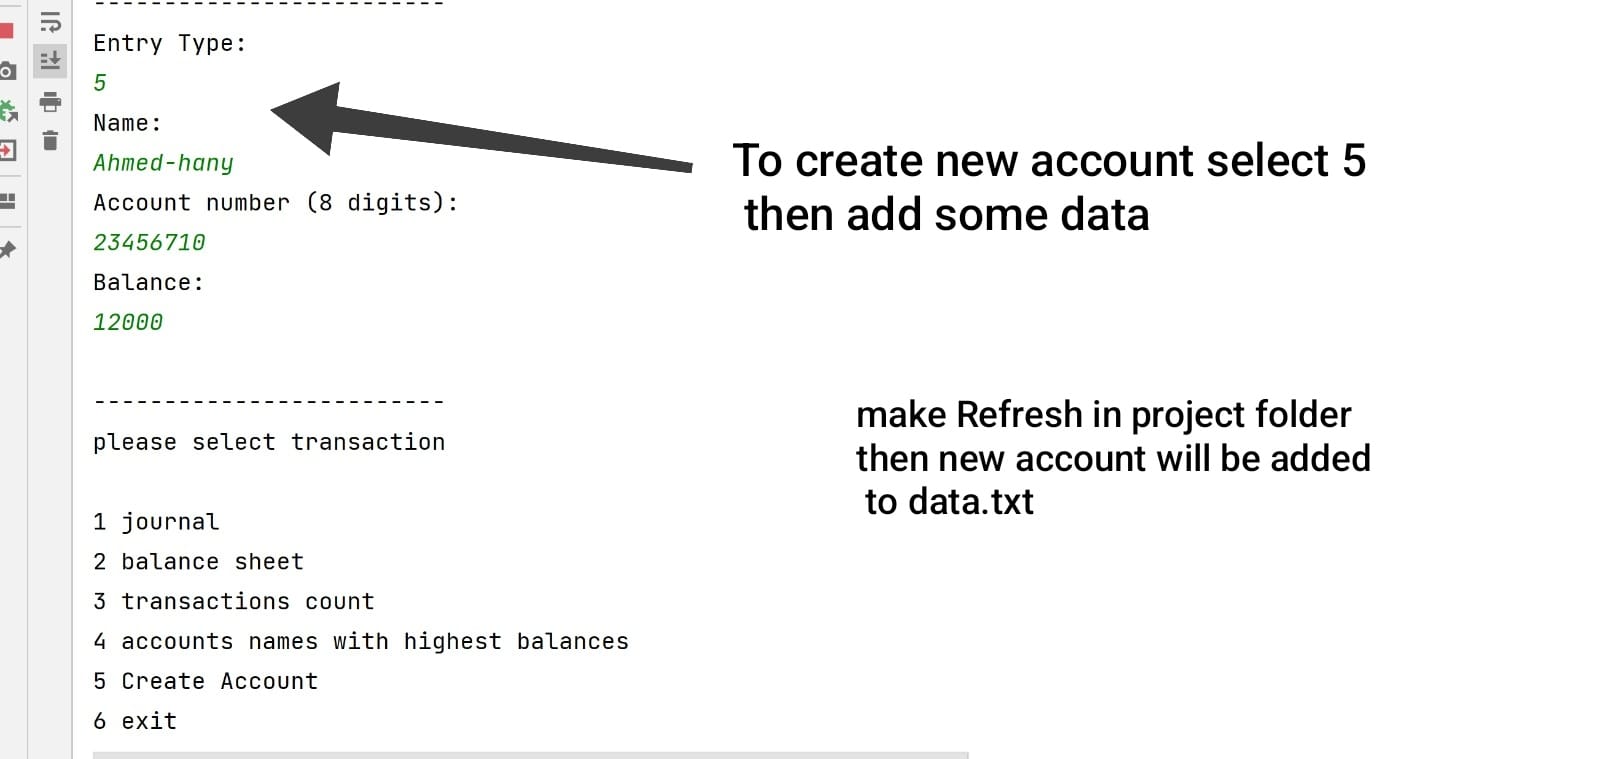 -------------------------
Entry Type:
5
Name:
Ahmed-hany
Account number (8 digits):
23456710
Balance:
12000
To create new account select 5
then add some data
-------------------------
please select transaction
1 journal
2 balance sheet
3 transactions count
4 accounts names with highest balances
5 Create Account
6 exit
make Refresh in project folder
then new account will be added
to data.txt